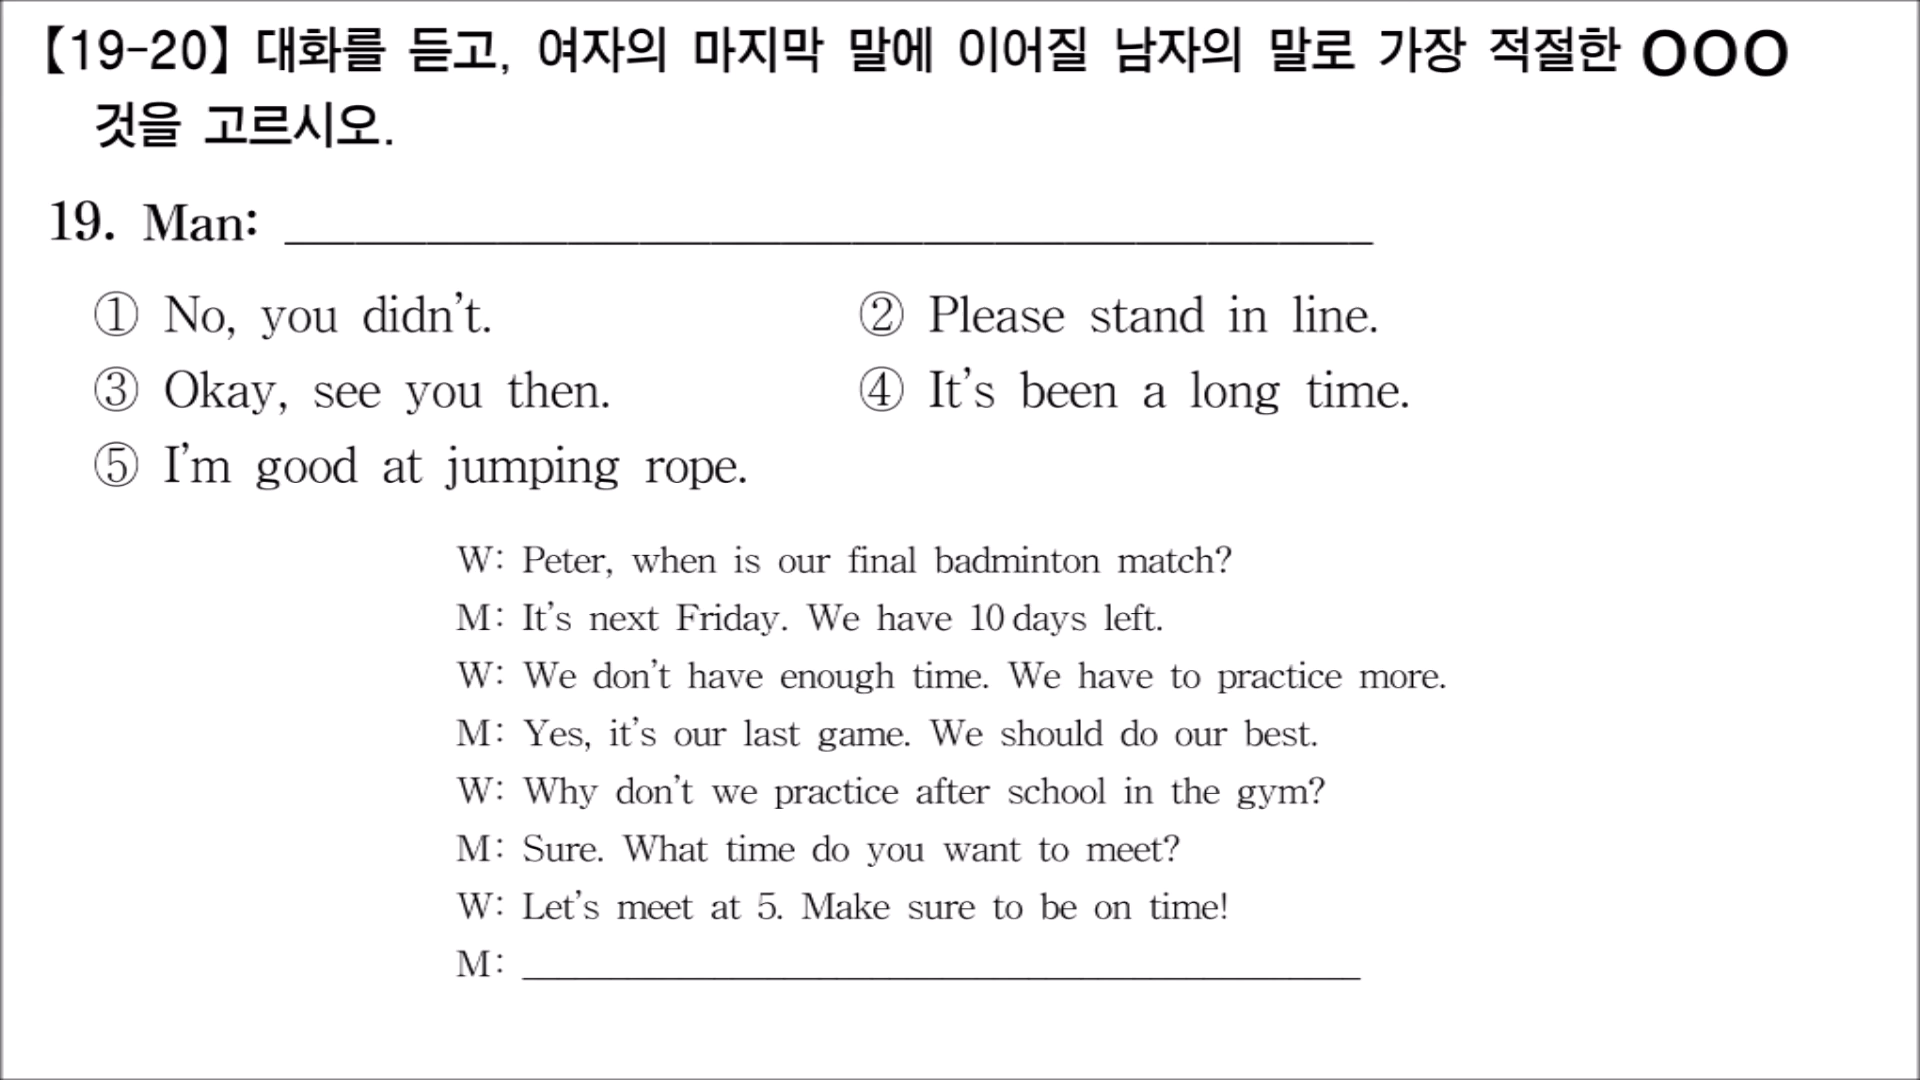 【19-20】 대화를 듣고, 여자의 마지막 말에 이어질 남자의 말로 가장 적절한 OOO
것을 고르시오.
19. Man: ______________________________
① No, you didn't. ② Please stand in line.
③ Okay, see you then. ④ It's been a long time.
⑤ I'm good at jumping rope.
W: Peter, when is our final badminton match?
M: It's next Friday. We have 10 days left.
W: We don't have enough time. We have to practice more.
M: Yes, it's our last game. We should do our best.
W: Why don't we practice after school in the gym?
M: Sure. What time do you want to meet?
W: Let's meet at 5. Make sure to be on time!
M: ______________________________